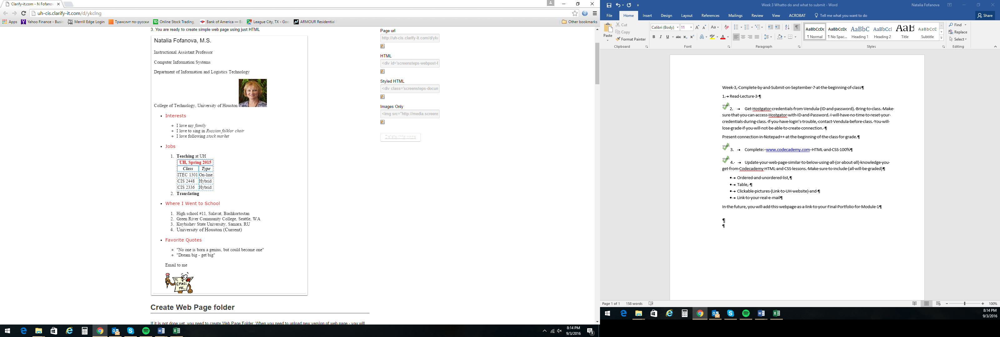 Clarify-it.com - N Fofanov
uh-cis.clarify-it.com/d/ykclng
Apps
Yahoo Finance - Busin
Merrill Edge Login
Транслит по-русски
Online Stock Trading,
Bank of America — B
League City, TX - Goo
ARMOUR Residential
Other bookmarks
3. You are ready to create simple web page using just HTML
Natalia Fofanova, M.S.
Instructional Assistant Professor
Computer Information Systems
Department of Information and Logistics Technology
College of Technology, University of Houston
Interests
I love my family
I love to sing in Russian folklor choir
I love following stock market
Jobs
1. Teaching at UH
UH, Spring 2015
Class Type
ITEC 1301 On-line
CIS 2448 Hybrid
CIS 2336 Hybrid
2. Translating
Where I Went to School
1. High school #11, Salavat, Bashkortostan
2. Green River Community College, Seattle, WA
3. Kuybishev State University, Samara, RU
4. University of Houston (Current)
Favorite Quotes
"No one is born a genius, but could become one"
"Dream big - get big"
Email to me
EMAIL
ME...
Create Web Page folder
If it is not done yet, you need to create Web Page Folder. When you need to upload new version of web page - you will
Page url
http://uh-cis.clarify-it.com/d/ykc
HTML
<div id='screensteps-webpost-6
Styled HTML
<div class='screensteps-docum
Images Only
<img src="http://media.screens
Delete this page
8:14 PM
9/3/2016
3
Week 3 Whatto do and what to submit - Word
Natalia Fofanova
File Home Insert Design Layout References Mailings Review View ACROBAT Tell me what you want to do Share
Paste
Cut
Copy
Format Painter
Clipboard
Calibri (Body) 11
B I U abc x₂ x²
Font
Paragraph
AaBbCcDc AaBbCcDc AaBbC AaBbCcl AaB AaBbCcD
¶ Normal ¶ No Spac... Heading 1 Heading 2 Title Subtitle
Styles
Find
Replace
Select
Editing
Week·3,·Complete·by·and·Submit·on·September·7·at·the·beginning·of·class¶
1.→Read·Lecture·3·¶
2. → Get·Hostgator·credentials·from·Vendula·(ID·and·password).·Bring·to·class.·Make·
sure·that·you·can·access·Hostgator·with·ID·and·Password.·I·will·have·no·time·to·reset·your·
credentials·during·class.·If·you·have·login's·trouble,·contact·Vendula·before·class.·You·will·
lose·grade·if·you·will·not·be·able·to·create·connection.·¶
Present·connection·in·Notepad++·at·the·beginning·of·the·class·for·grade.¶
3. → Complete:··www.codecademy.com··HTML·and·CSS·100%¶
4.· → Update·your·web·page·similar·to·below·using·all·(or·about·all)·knowledge·you·
get·from·Codecademy·HTML·and·CSS·lessons.·Make·sure·to·include·(all·will·be·graded)¶
•→Ordered·and·unordered·list,¶
•→Table,·¶
•→Clickable·pictures·(Link·to·UH·website)·and·¶
•→Link·to·your·real·e-mail¶
In·the·future,·you·will·add·this·webpage·as·a·link·to·your·Final·Portfolio·for·Module·1¶
¶
¶
Page 1 of 1 158 words
100%
8:14 PM
9/3/2016